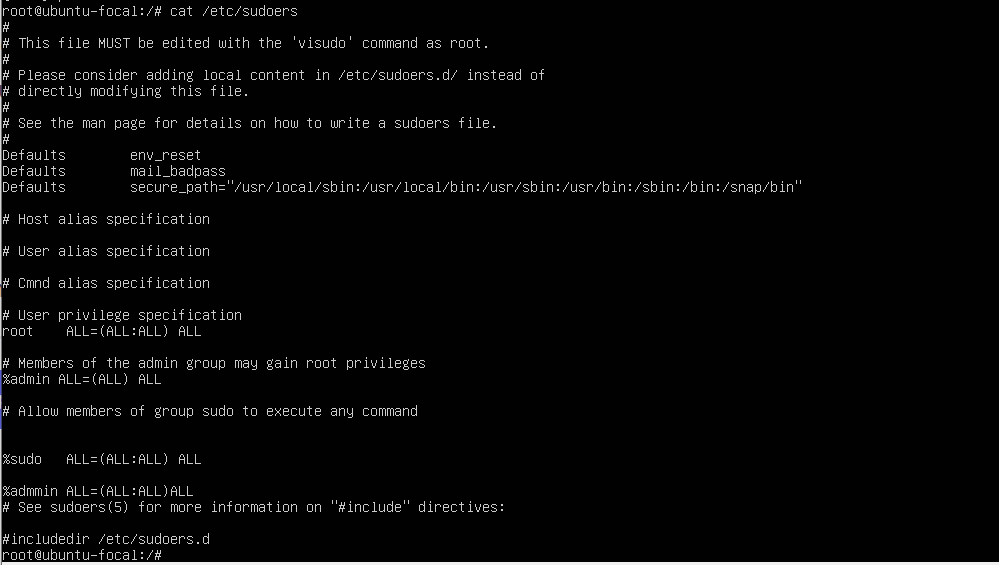 root@ubuntu-focal:/# cat /etc/sudoers
#
# This file MUST be edited with the 'visudo' command as root.
#
# Please consider adding local content in /etc/sudoers.d/ instead of
# directly modifying this file.
#
# See the man page for details on how to write a sudoers file.
#
Defaults        env_reset
Defaults        mail_badpass
Defaults        secure_path="/usr/local/sbin:/usr/local/bin:/usr/sbin:/usr/bin:/sbin:/bin:/snap/bin"

# Host alias specification

# User alias specification

# Cmnd alias specification

# User privilege specification
root    ALL=(ALL:ALL) ALL

# Members of the admin group may gain root privileges
%admin ALL=(ALL) ALL

# Allow members of group sudo to execute any command


%sudo   ALL=(ALL:ALL) ALL

%admmin ALL=(ALL:ALL)ALL
# See sudoers(5) for more information on "#include" directives:

#includedir /etc/sudoers.d
root@ubuntu-focal:/#